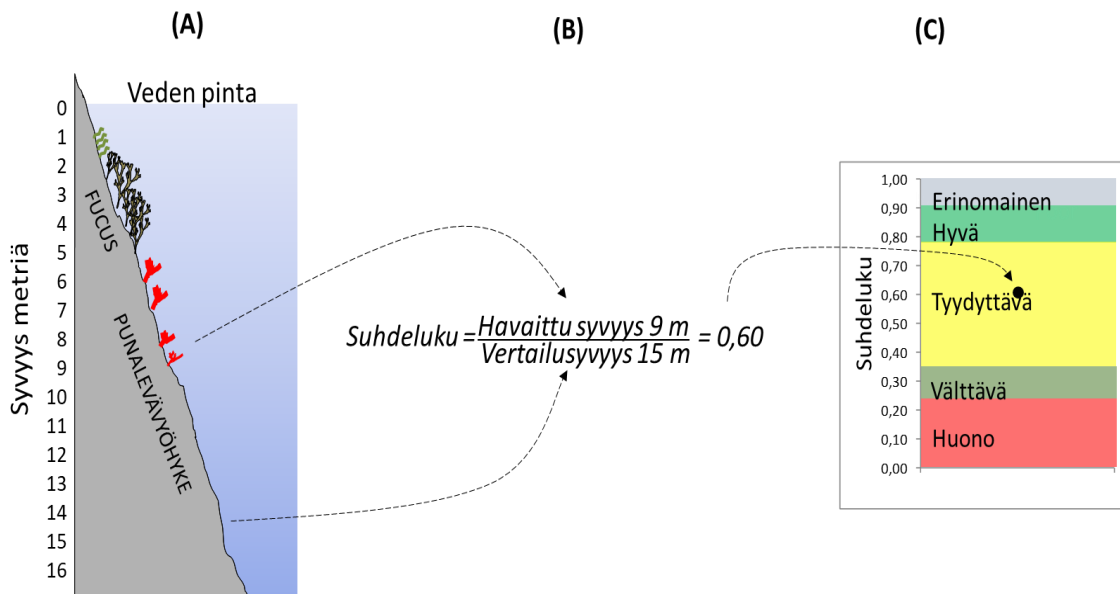 (A)
(B)
(C)
Veden pinta
Syvyys metriä
0
1
2
3
4
5
6
7
8
9
10
11
12
13
14
15
16
FUCUS
PUNALEVÄVYÖHYKE
Suhdeluku = Havaittu syvyys 9 m / Vertailusyvyys 15 m = 0,60
Suhdeluku
1,00
0,90
0,80
0,70
0,60
0,50
0,40
0,30
0,20
0,10
0,00
Erinomainen
Hyvä
Tyydyttävä
Välttävä
Huono